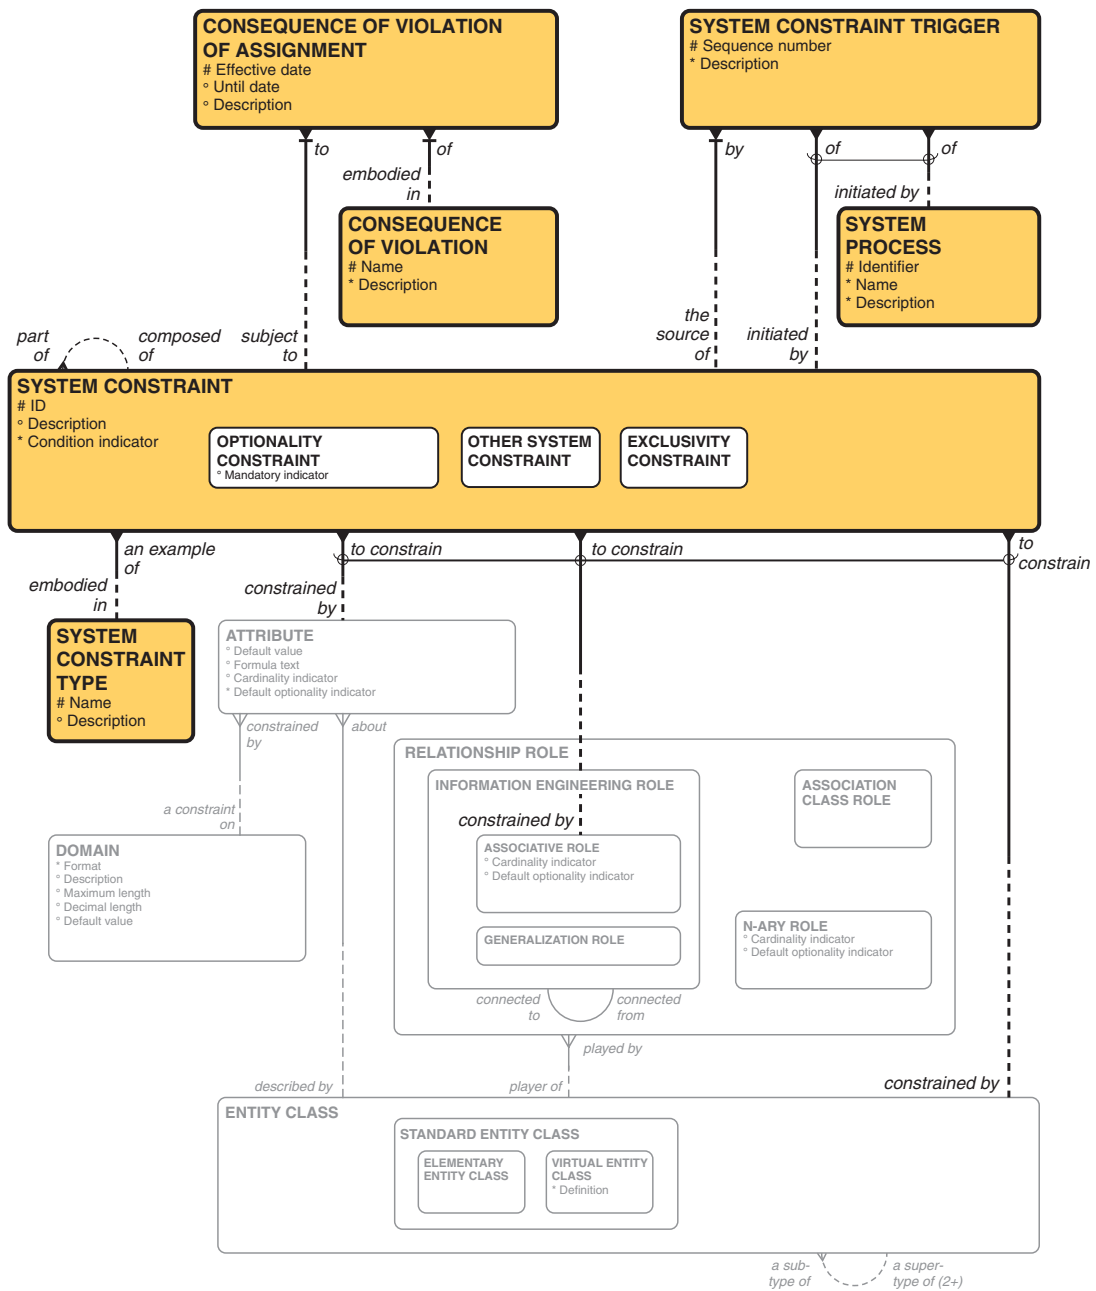 CONSEQUENCE OF VIOLATION
OF ASSIGNMENT
# Effective date
° Until date
° Description
SYSTEM CONSTRAINT TRIGGER
# Sequence number
* Description
to
of
by
of
of
embodied
in
initiated by
CONSEQUENCE
OF VIOLATION
# Name
* Description
SYSTEM
PROCESS
# Identifier
* Name
* Description
part
of
composed
of
subject
to
the
source
of
initiated
by
SYSTEM CONSTRAINT
# ID
° Description
* Condition indicator
OPTIONALITY
CONSTRAINT
° Mandatory indicator
OTHER SYSTEM
CONSTRAINT
EXCLUSIVITY
CONSTRAINT
an example
of
to constrain
to constrain
to
constrain
embodied
in
constrained
by
SYSTEM
CONSTRAINT
TYPE
# Name
° Description
ATTRIBUTE
° Default value
° Formula text
° Cardinality indicator
* Default optionality indicator
constrained
by
about
RELATIONSHIP ROLE
INFORMATION ENGINEERING ROLE
ASSOCIATION
CLASS ROLE
a constraint
on
constrained by
DOMAIN
* Format
° Description
° Maximum length
° Decimal length
° Default value
ASSOCIATIVE ROLE
° Cardinality indicator
° Default optionality indicator
GENERALIZATION ROLE
N-ARY ROLE
° Cardinality indicator
° Default optionality indicator
connected
to
connected
from
played by
described by
player of
constrained by
ENTITY CLASS
STANDARD ENTITY CLASS
ELEMENTARY
ENTITY CLASS
VIRTUAL ENTITY
CLASS
* Definition
a sub-
type of
a super-
type of (2+)